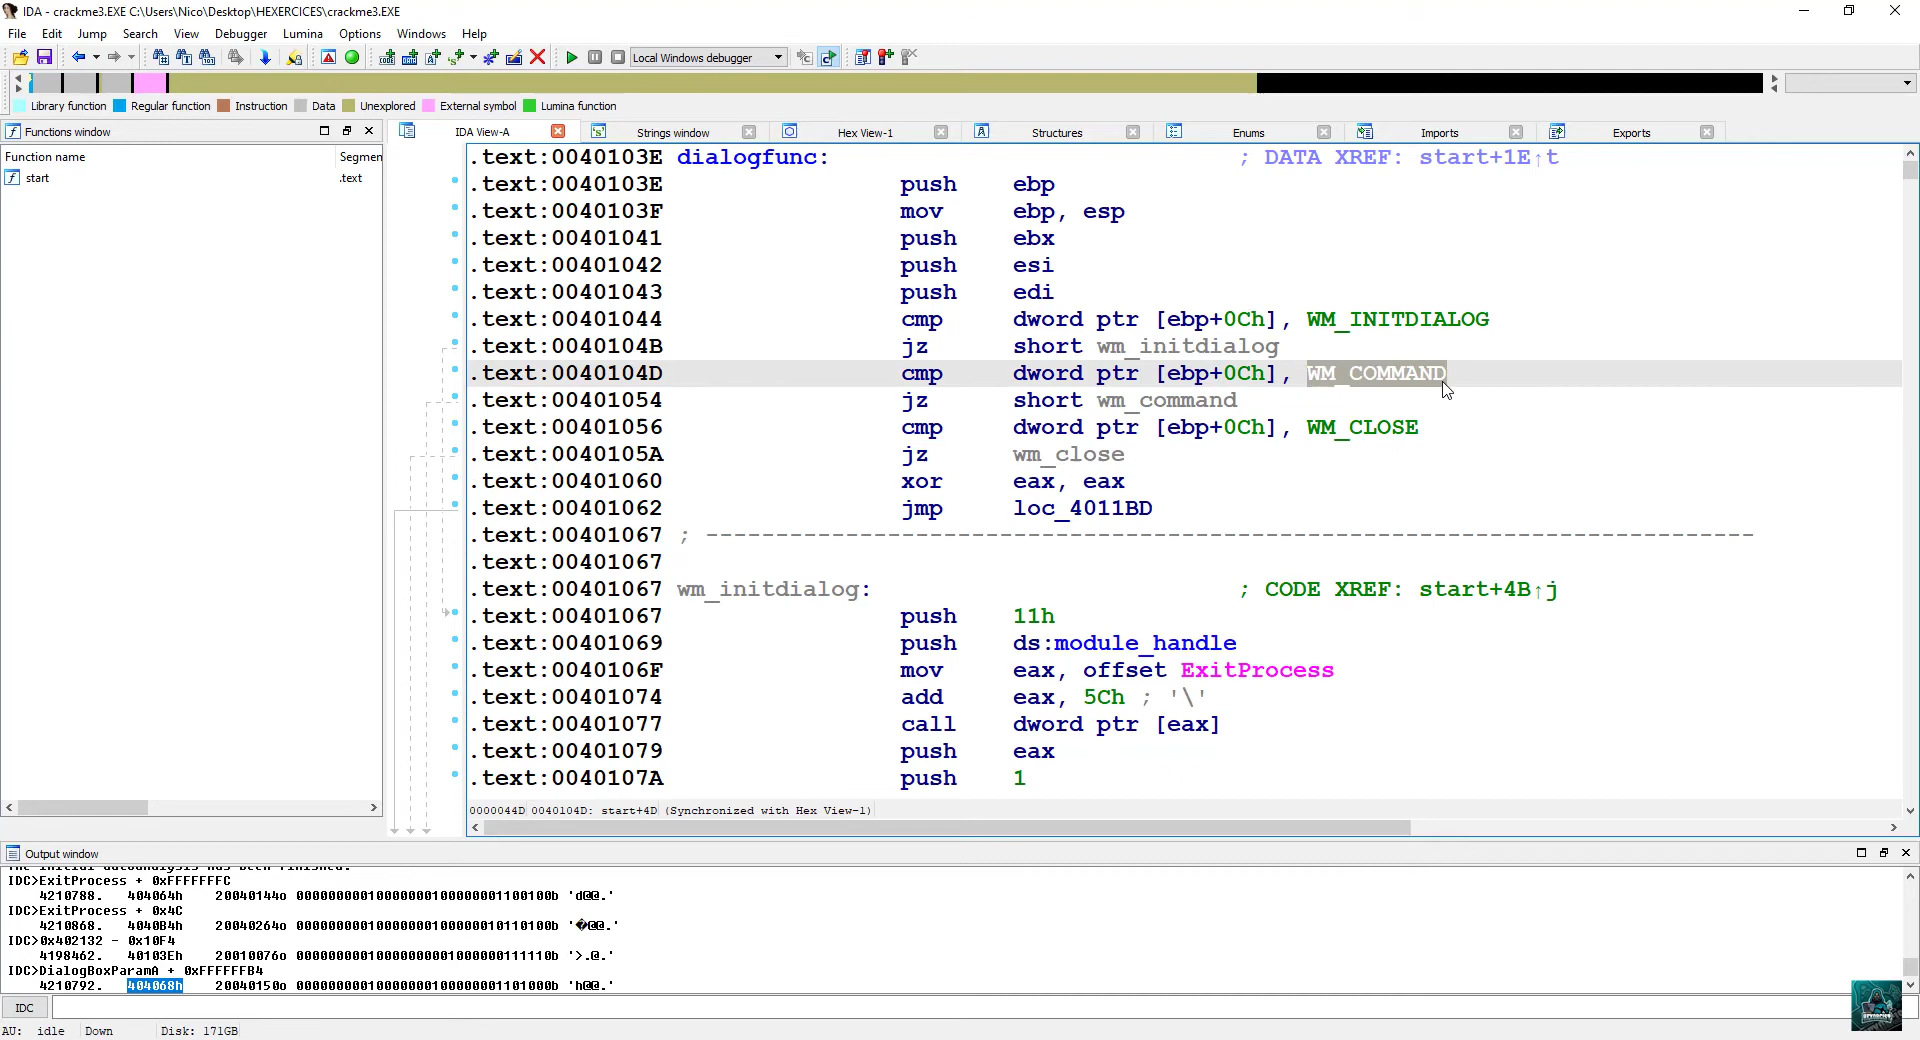 IDA - crackme3.EXE C:\Users\Nico\Desktop\HEXERCICES\crackme3.EXE
File Edit Jump Search View Debugger Lumina Options Windows Help
Local Windows debugger
Library function Regular function Instruction Data Unexplored External symbol Lumina function
Functions window
Function name Segmen
start .text
IDA View-A Strings window Hex View-1 Structures Enums Imports Exports
.text:0040103E dialogfunc: ; DATA XREF: start+1E↑t
.text:0040103E push ebp
.text:0040103F mov ebp, esp
.text:00401041 push ebx
.text:00401042 push esi
.text:00401043 push edi
.text:00401044 cmp dword ptr [ebp+0Ch], WM_INITDIALOG
.text:0040104B jz short wm_initdialog
.text:0040104D cmp dword ptr [ebp+0Ch], WM_COMMAND
.text:00401054 jz short wm_command
.text:00401056 cmp dword ptr [ebp+0Ch], WM_CLOSE
.text:0040105A jz wm_close
.text:00401060 xor eax, eax
.text:00401062 jmp loc_4011BD
.text:00401067 ; ---------------------------------------------------------------------------
.text:00401067
.text:00401067 wm_initdialog: ; CODE XREF: start+4B↑j
.text:00401067 push 11h
.text:00401069 push ds:module_handle
.text:0040106F mov eax, offset ExitProcess
.text:00401074 add eax, 5Ch ; '\'
.text:00401077 call dword ptr [eax]
.text:00401079 push eax
.text:0040107A push 1
0000044D 0040104D: start+4D (Synchronized with Hex View-1)
Output window
The initial autoanalysis has been finished.
IDC>ExitProcess + 0xFFFFFFFC
4210788. 404064h 20040144o 00000000010000000100000001100100b 'd@@.'
IDC>ExitProcess + 0x4C
4210868. 4040B4h 20040264o 00000000010000000100000010110100b '�@@.'
IDC>0x402132 - 0x10F4
4198462. 40103Eh 20010076o 00000000010000000001000000111110b '>.@.'
IDC>DialogBoxParamA + 0xFFFFFFB4
4210792. 404068h 20040150o 00000000010000000100000001101000b 'h@@.'
IDC
AU: idle Down Disk: 171GB